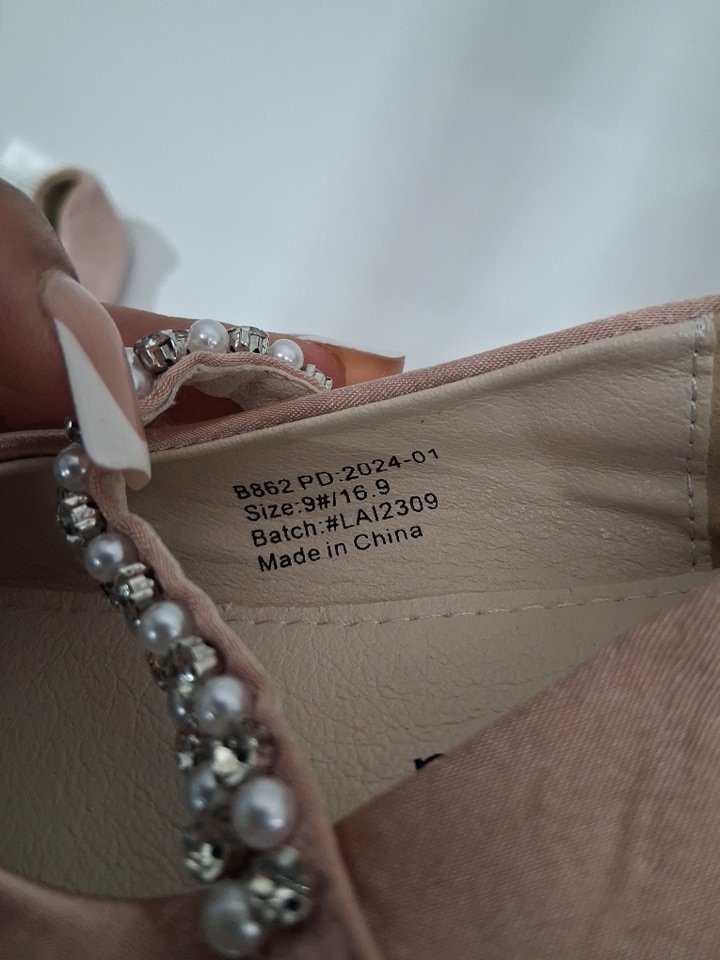 B862 PD:2024-01
Size:9#/16.9
Batch:#LAI2309
Made in China